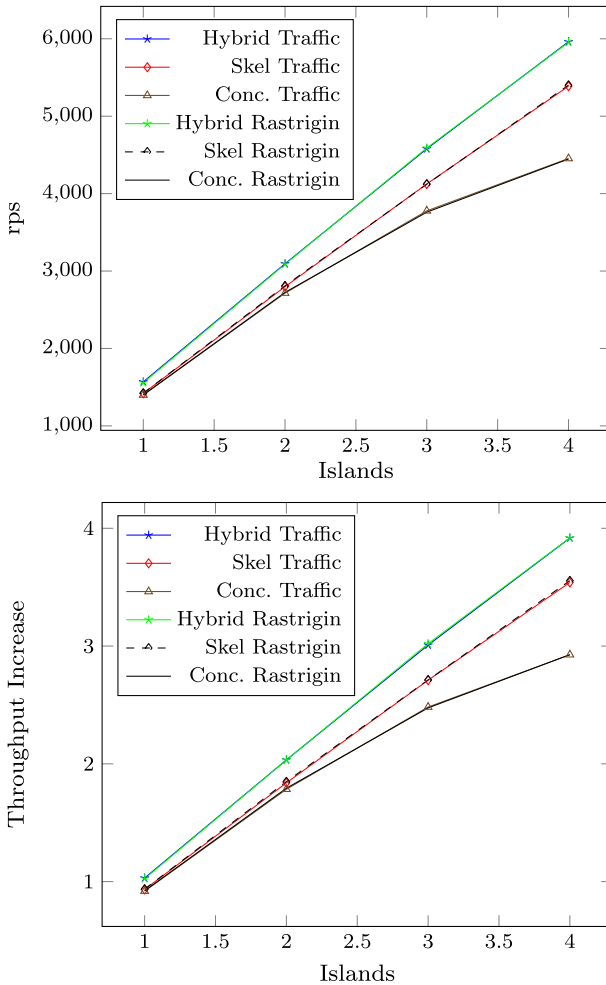 6,000
5,000
4,000
3,000
2,000
1,000
rps
Hybrid Traffic
Skel Traffic
Conc. Traffic
Hybrid Rastrigin
Skel Rastrigin
Conc. Rastrigin
1 1.5 2 2.5 3 3.5 4
Islands
4
3
2
1
Throughput Increase
Hybrid Traffic
Skel Traffic
Conc. Traffic
Hybrid Rastrigin
Skel Rastrigin
Conc. Rastrigin
1 1.5 2 2.5 3 3.5 4
Islands